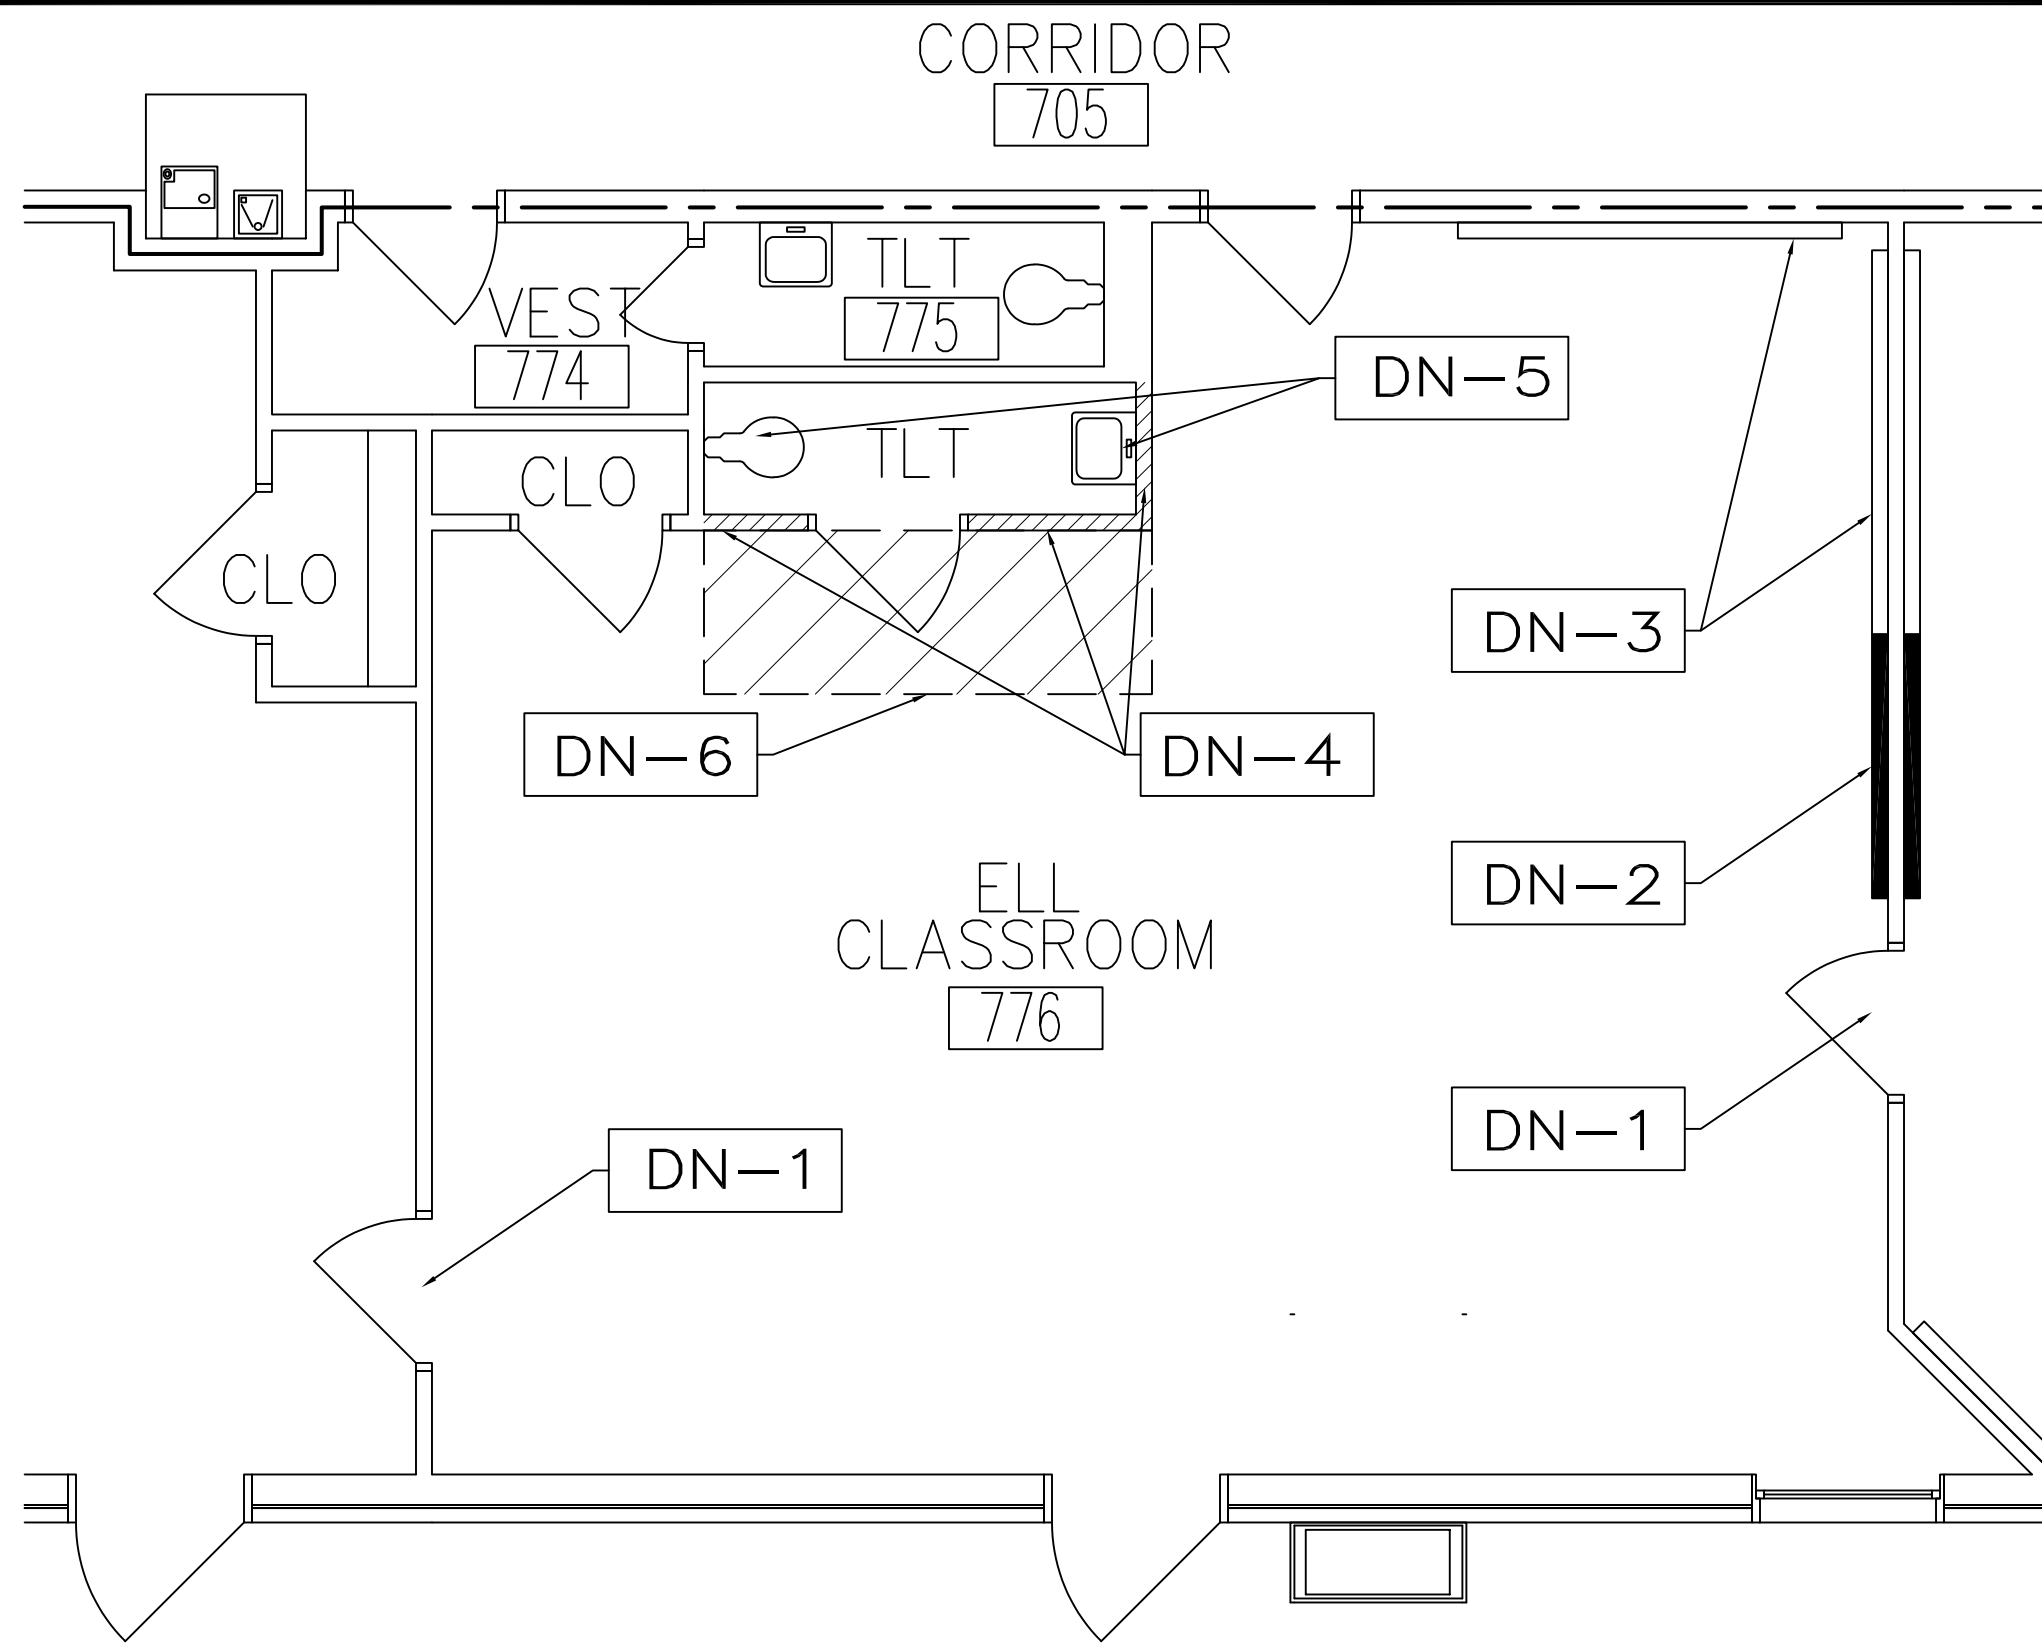 CORRIDOR
705
TLT
775
VEST
774
DN-5
TLT
CLO
CLO
DN-3
DN-6
DN-4
DN-2
ELL
CLASSROOM
776
DN-1
DN-1